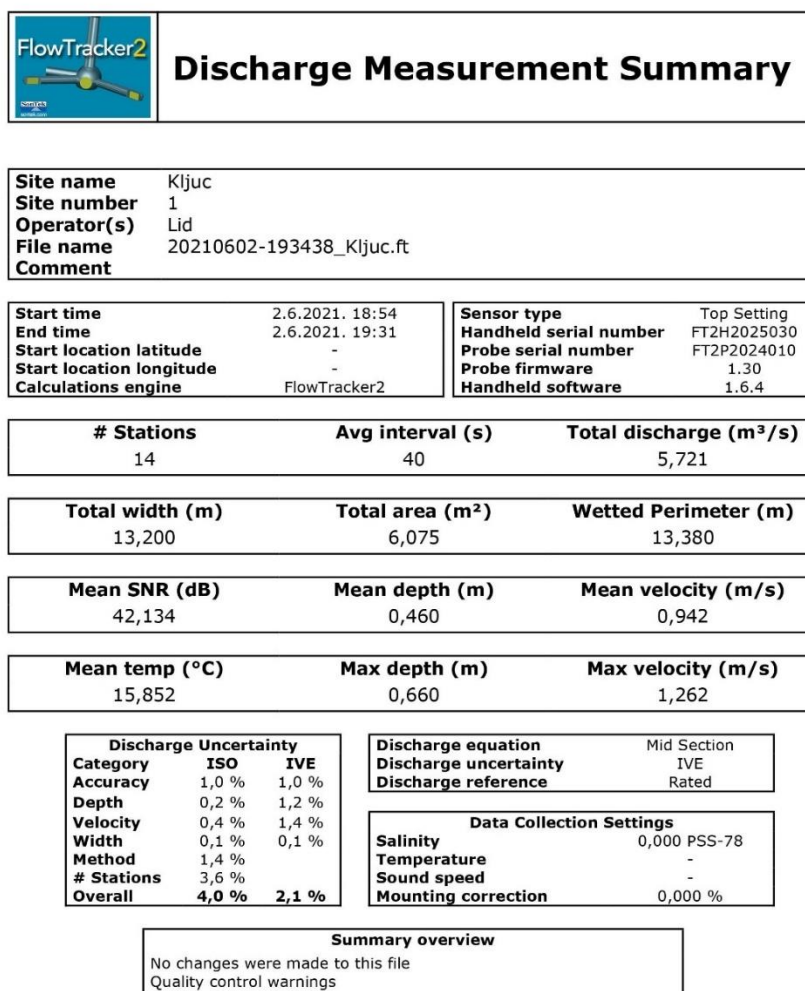 FlowTracker2
SonTek
Discharge Measurement Summary
Site name Kljuc
Site number 1
Operator(s) Lid
File name 20210602-193438_Kljuc.ft
Comment
Start time 2.6.2021. 18:54
End time 2.6.2021. 19:31
Start location latitude -
Start location longitude -
Calculations engine FlowTracker2
Sensor type Top Setting
Handheld serial number FT2H2025030
Probe serial number FT2P2024010
Probe firmware 1.30
Handheld software 1.6.4
# Stations Avg interval (s) Total discharge (m³/s)
14 40 5,721
Total width (m) Total area (m²) Wetted Perimeter (m)
13,200 6,075 13,380
Mean SNR (dB) Mean depth (m) Mean velocity (m/s)
42,134 0,460 0,942
Mean temp (°C) Max depth (m) Max velocity (m/s)
15,852 0,660 1,262
Discharge Uncertainty
Category ISO IVE
Accuracy 1,0 % 1,0 %
Depth 0,2 % 1,2 %
Velocity 0,4 % 1,4 %
Width 0,1 % 0,1 %
Method 1,4 %
# Stations 3,6 %
Overall 4,0 % 2,1 %
Discharge equation Mid Section
Discharge uncertainty IVE
Discharge reference Rated
Data Collection Settings
Salinity 0,000 PSS-78
Temperature -
Sound speed -
Mounting correction 0,000 %
Summary overview
No changes were made to this file
Quality control warnings